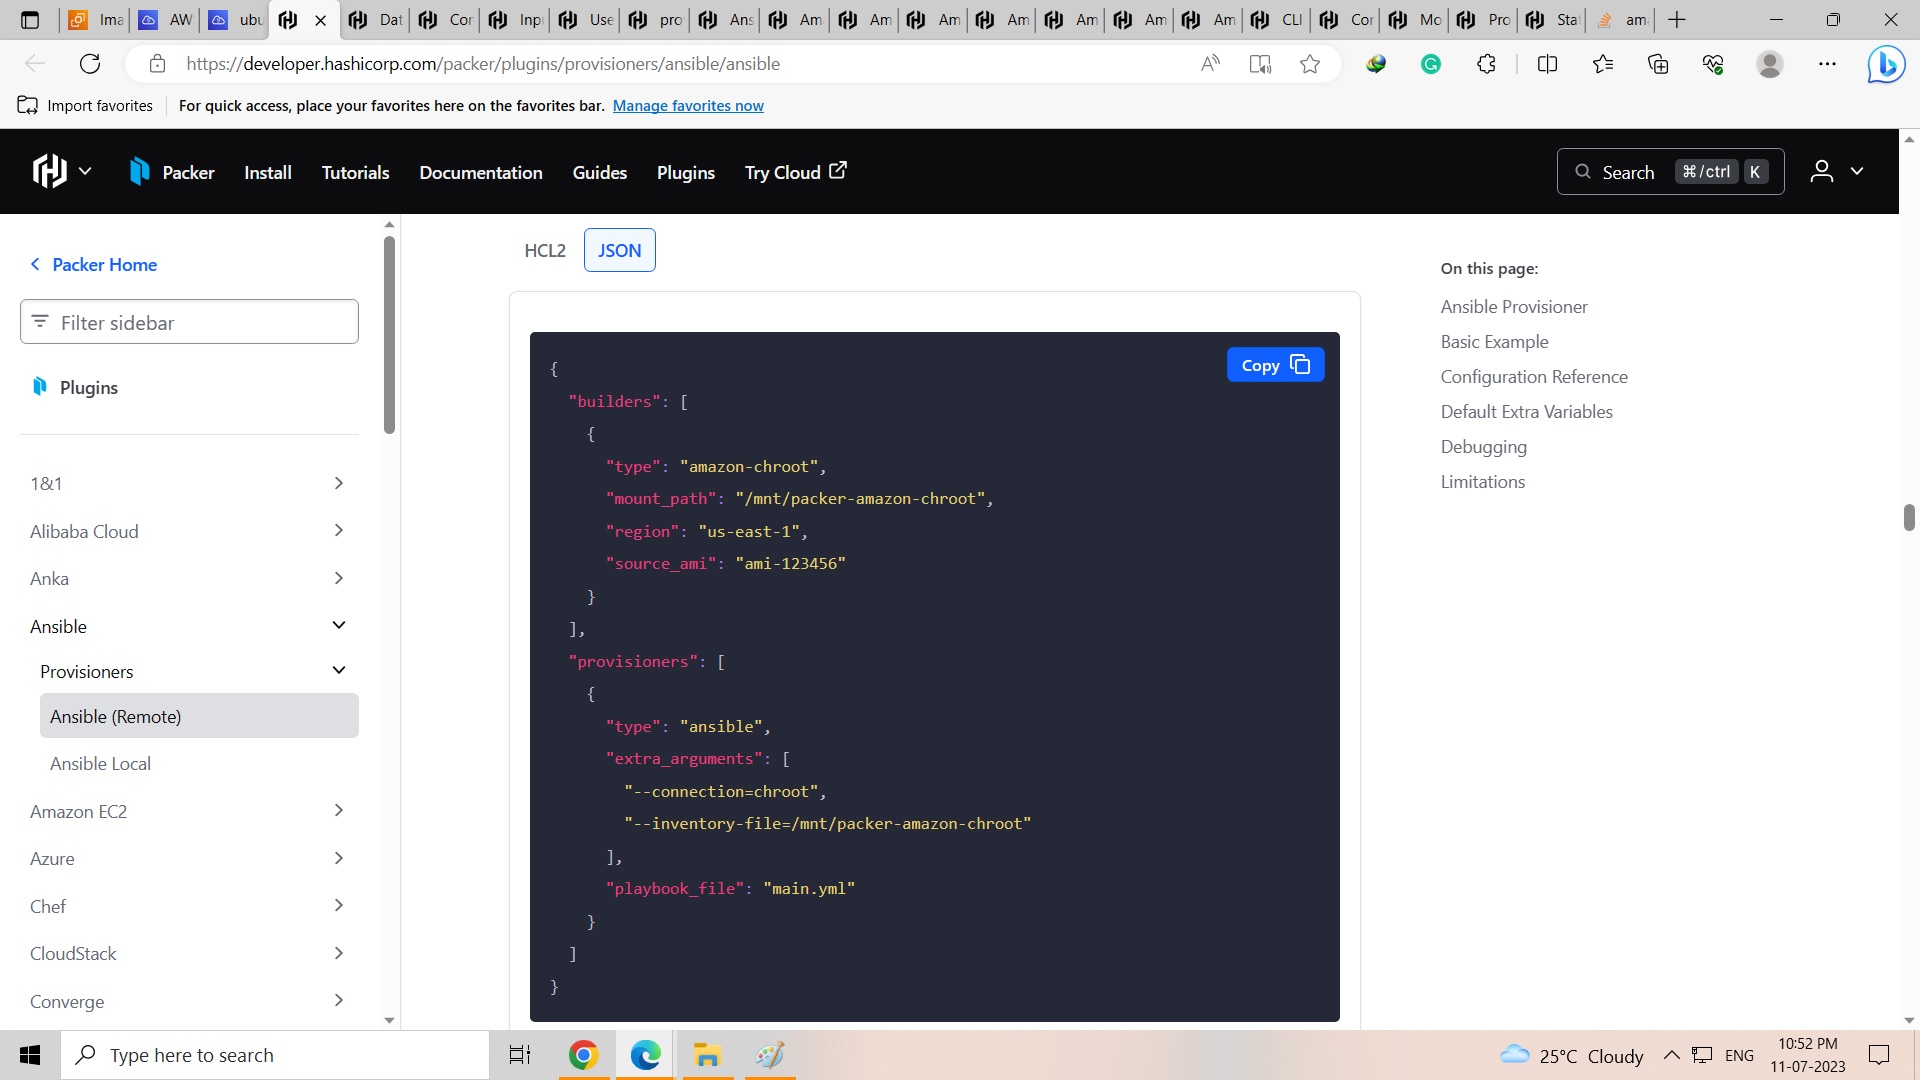 Ima
AW
ubu
Dat
Cor
Inpu
Use
pro
Ans
Am
Am
Am
Am
Am
Am
Am
CLI
Cor
Mo
Pro
Stat
ama
https://developer.hashicorp.com/packer/plugins/provisioners/ansible/ansible
Import favorites
For quick access, place your favorites here on the favorites bar. Manage favorites now
Packer Install Tutorials Documentation Guides Plugins Try Cloud
Search ⌘/ctrl K
Packer Home
Filter sidebar
Plugins
1&1
Alibaba Cloud
Anka
Ansible
Provisioners
Ansible (Remote)
Ansible Local
Amazon EC2
Azure
Chef
CloudStack
Converge
HCL2 JSON
Copy
{
"builders": [
{
"type": "amazon-chroot",
"mount_path": "/mnt/packer-amazon-chroot",
"region": "us-east-1",
"source_ami": "ami-123456"
}
],
"provisioners": [
{
"type": "ansible",
"extra_arguments": [
"--connection=chroot",
"--inventory-file=/mnt/packer-amazon-chroot"
],
"playbook_file": "main.yml"
}
]
}
On this page:
Ansible Provisioner
Basic Example
Configuration Reference
Default Extra Variables
Debugging
Limitations
Type here to search
25°C Cloudy
ENG
10:52 PM
11-07-2023